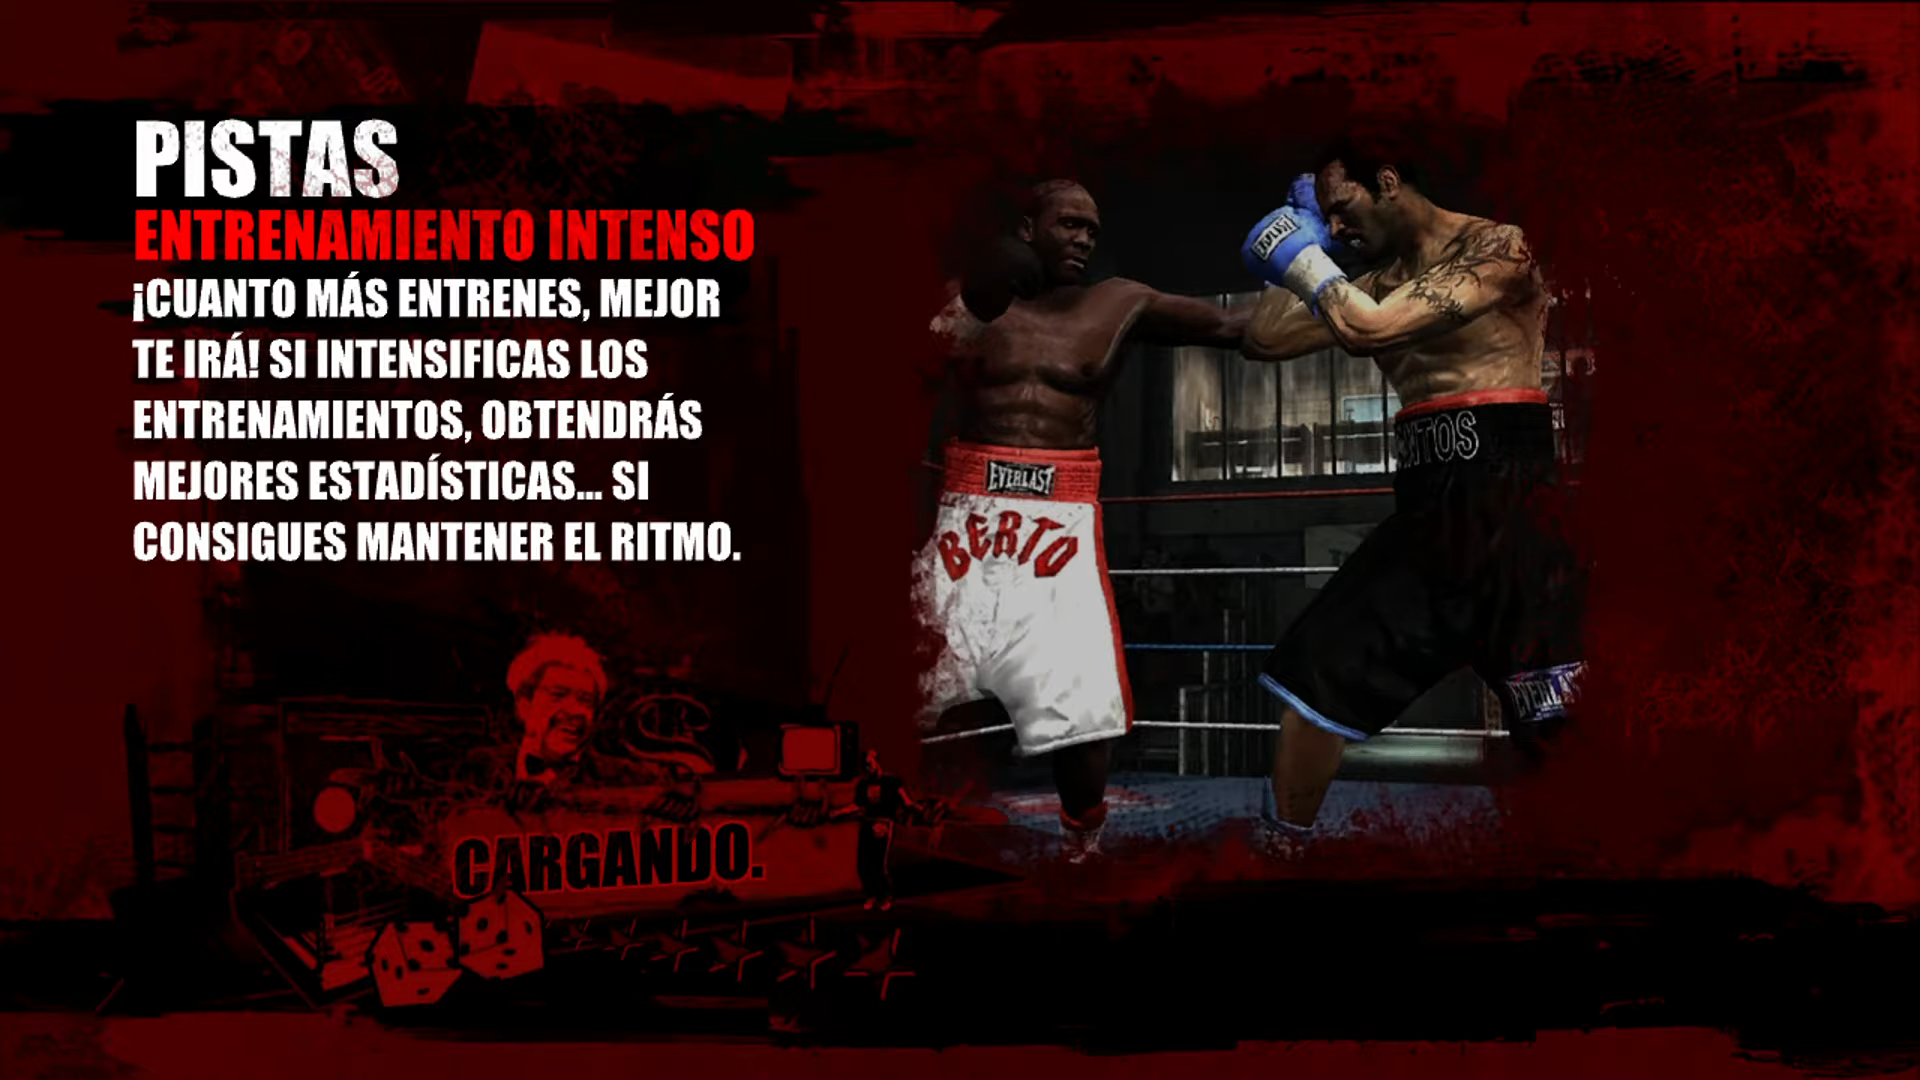 PISTAS
ENTRENAMIENTO INTENSO
¡CUANTO MÁS ENTRENES, MEJOR
TE IRÁ! SI INTENSIFICAS LOS
ENTRENAMIENTOS, OBTENDRÁS
MEJORES ESTADÍSTICAS... SI
CONSIGUES MANTENER EL RITMO.
CARGANDO.
EVERLAST
BERTO
EVERLAST